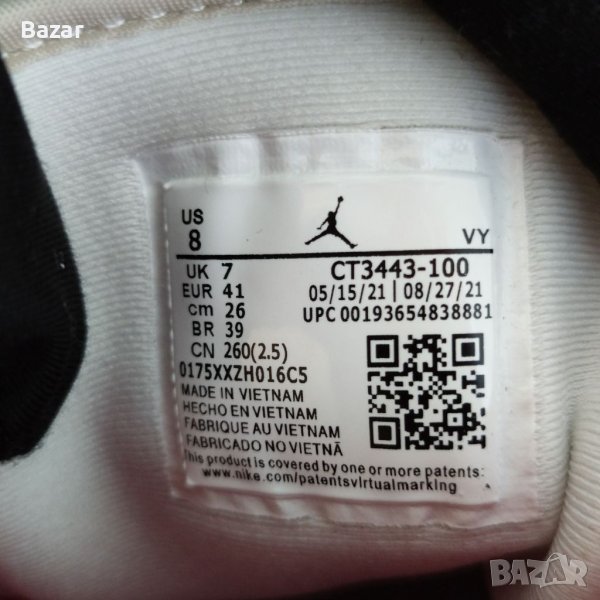 Bazar
US
8
VY
UK 7
EUR 41
cm 26
BR 39
CN 260(2.5)
CT3443-100
05/15/21 | 08/27/21
UPC 00193654838881
0175XXZH016C5
MADE IN VIETNAM
HECHO EN VIETNAM
FABRIQUE AU VIETNAM
FABRICADO NO VIETNÃ
This product is covered by one or more patents:
www.nike.com/patentsvirtualmarking
BAZAR